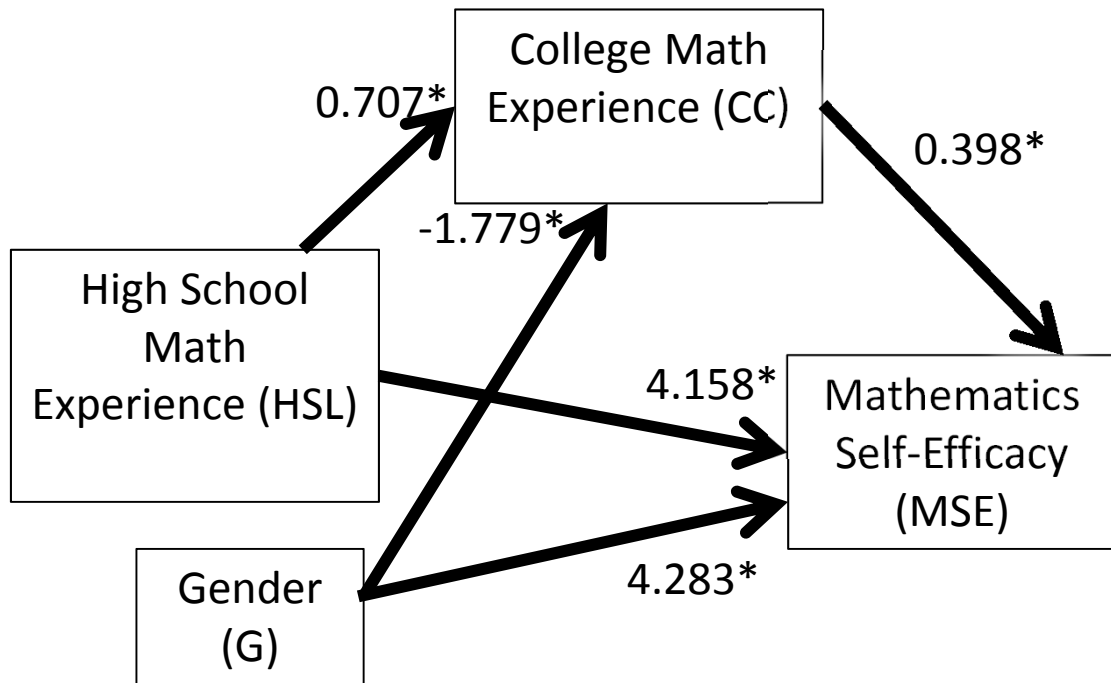 College Math
Experience (CC)
0.707*
0.398*
-1.779*
High School
Math
Experience (HSL)
4.158*
Mathematics
Self-Efficacy
(MSE)
4.283*
Gender
(G)